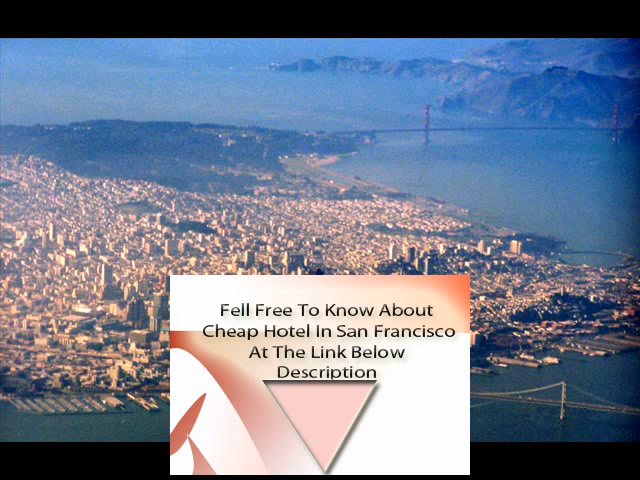 Fell Free To Know About
Cheap Hotel In San Francisco
At The Link Below
Description